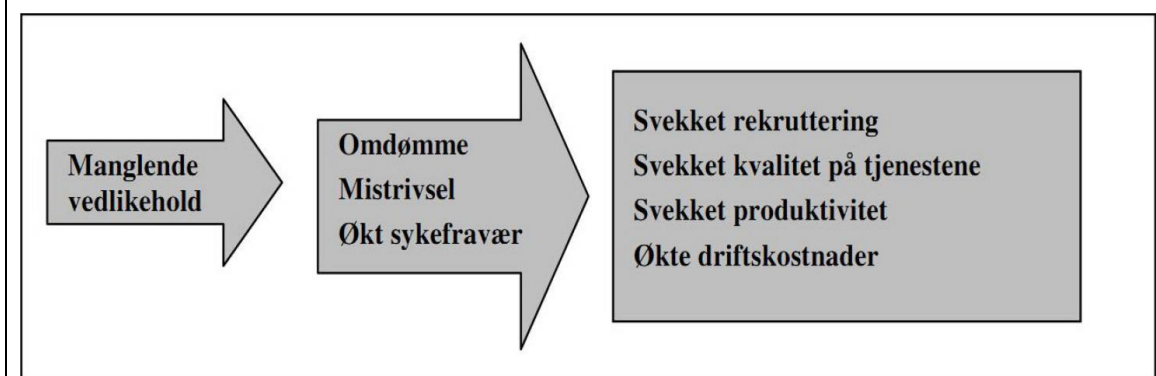 Manglende
vedlikehold
Omdømme
Mistrivsel
Økt sykefravær
Svekket rekruttering
Svekket kvalitet på tjenestene
Svekket produktivitet
Økte driftskostnader